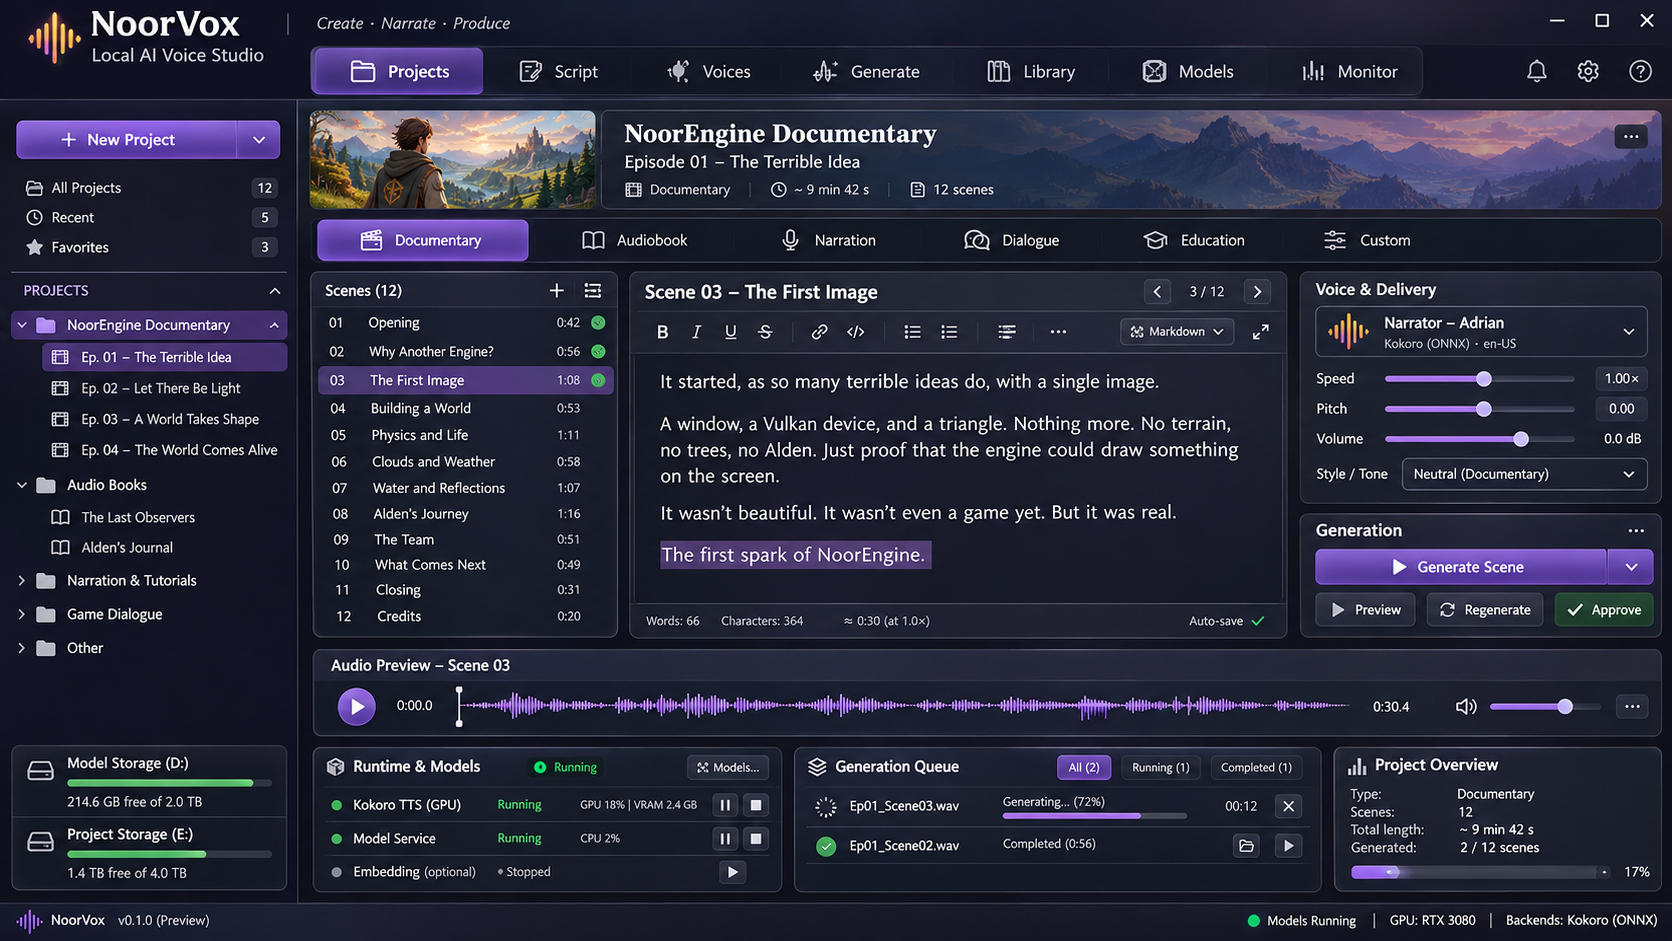 NoorVox
Local AI Voice Studio
Create · Narrate · Produce
Projects
Script
Voices
Generate
Library
Models
Monitor
+ New Project
All Projects 12
Recent 5
Favorites 3
PROJECTS
NoorEngine Documentary
Ep. 01 – The Terrible Idea
Ep. 02 – Let There Be Light
Ep. 03 – A World Takes Shape
Ep. 04 – The World Comes Alive
Audio Books
The Last Observers
Alden's Journal
Narration & Tutorials
Game Dialogue
Other
Model Storage (D:)
214.6 GB free of 2.0 TB
Project Storage (E:)
1.4 TB free of 4.0 TB
NoorEngine Documentary
Episode 01 – The Terrible Idea
Documentary
~ 9 min 42 s
12 scenes
Documentary
Audiobook
Narration
Dialogue
Education
Custom
Scenes (12)
01 Opening 0:42
02 Why Another Engine? 0:56
03 The First Image 1:08
04 Building a World 0:53
05 Physics and Life 1:11
06 Clouds and Weather 0:58
07 Water and Reflections 1:07
08 Alden's Journey 1:16
09 The Team 0:51
10 What Comes Next 0:49
11 Closing 0:31
12 Credits 0:20
Scene 03 – The First Image
3 / 12
B I U S
Markdown
It started, as so many terrible ideas do, with a single image.
A window, a Vulkan device, and a triangle. Nothing more. No terrain,
no trees, no Alden. Just proof that the engine could draw something
on the screen.
It wasn't beautiful. It wasn't even a game yet. But it was real.
The first spark of NoorEngine.
Words: 66 Characters: 364 ≈ 0:30 (at 1.0×) Auto-save
Voice & Delivery
Narrator – Adrian
Kokoro (ONNX) · en-US
Speed 1.00×
Pitch 0.00
Volume 0.0 dB
Style / Tone Neutral (Documentary)
Generation
Generate Scene
Preview
Regenerate
Approve
Audio Preview – Scene 03
0:00.0
0:30.4
Runtime & Models
Running
Models...
Kokoro TTS (GPU) Running GPU 18% | VRAM 2.4 GB
Model Service Running CPU 2%
Embedding (optional) Stopped
Generation Queue
All (2)
Running (1)
Completed (1)
Ep01_Scene03.wav Generating... (72%) 00:12
Ep01_Scene02.wav Completed (0:56)
Project Overview
Type: Documentary
Scenes: 12
Total length: ~ 9 min 42 s
Generated: 2 / 12 scenes
17%
NoorVox v0.1.0 (Preview)
Models Running | GPU: RTX 3080 | Backends: Kokoro (ONNX)